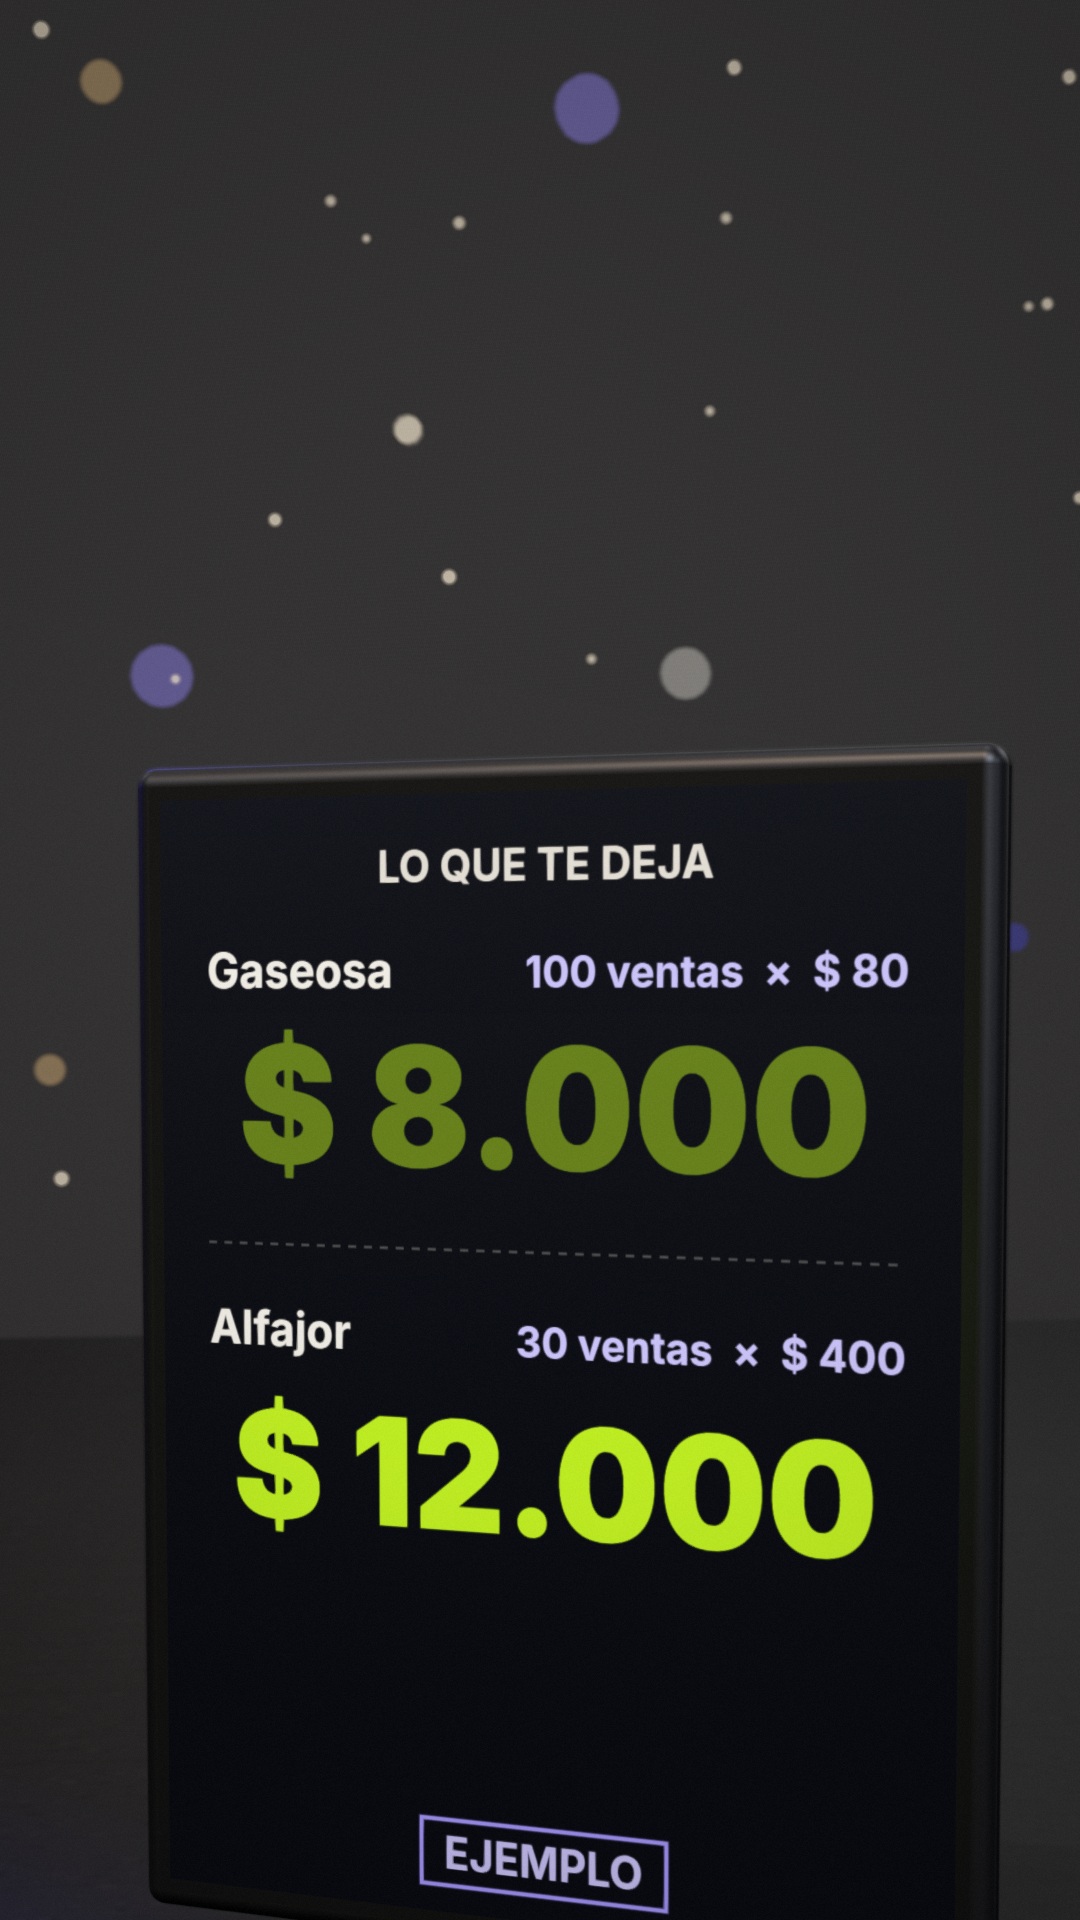 LO QUE TE DEJA
Gaseosa 100 ventas × $ 80
$ 8.000
Alfajor 30 ventas × $ 400
$ 12.000
EJEMPLO